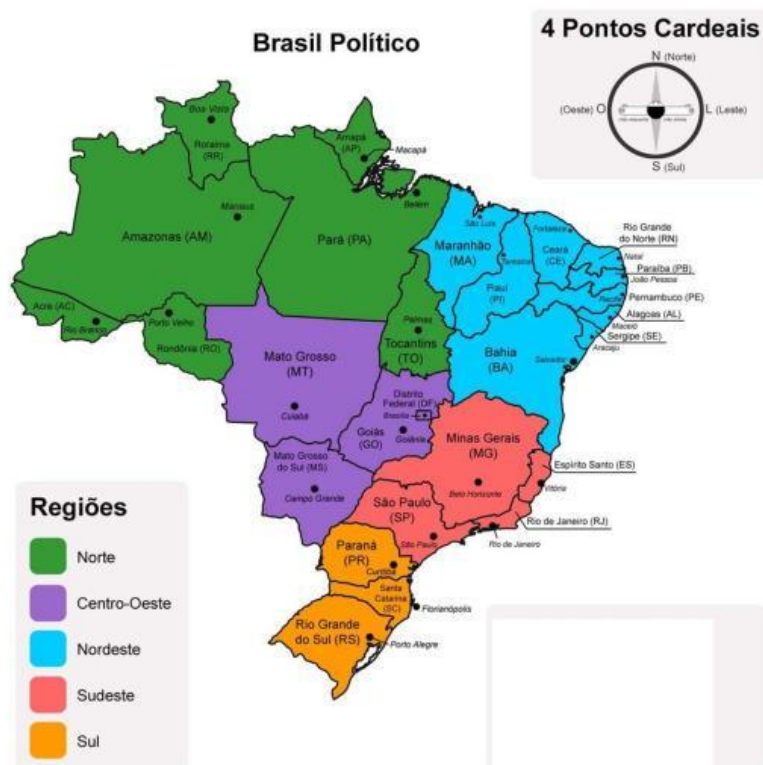 Brasil Político
4 Pontos Cardeais
N (Norte)
(Oeste) O
L (Leste)
S (Sul)
Boa Vista
Roraima
(RR)
Amapá
(AP)
Macapá
Manaus
Belém
Amazonas (AM)
Pará (PA)
São Luís
Maranhão
(MA)
Teresina
Piauí
(PI)
Fortaleza
Ceará
(CE)
Rio Grande
do Norte (RN)
Natal
Paraíba (PB)
João Pessoa
Recife
Pernambuco (PE)
Alagoas (AL)
Maceió
Sergipe (SE)
Aracaju
Acre (AC)
Rio Branco
Porto Velho
Rondônia (RO)
Palmas
Tocantins
(TO)
Mato Grosso
(MT)
Cuiabá
Bahia
(BA)
Salvador
Distrito
Federal (DF)
Brasília
Goiás
(GO)
Goiânia
Minas Gerais
(MG)
Belo Horizonte
Mato Grosso
do Sul (MS)
Campo Grande
Espírito Santo (ES)
Vitória
São Paulo
(SP)
São Paulo
Rio de Janeiro (RJ)
Rio de Janeiro
Paraná
(PR)
Curitiba
Santa
Catarina
(SC)
Florianópolis
Rio Grande
do Sul (RS)
Porto Alegre
Regiões
Norte
Centro-Oeste
Nordeste
Sudeste
Sul